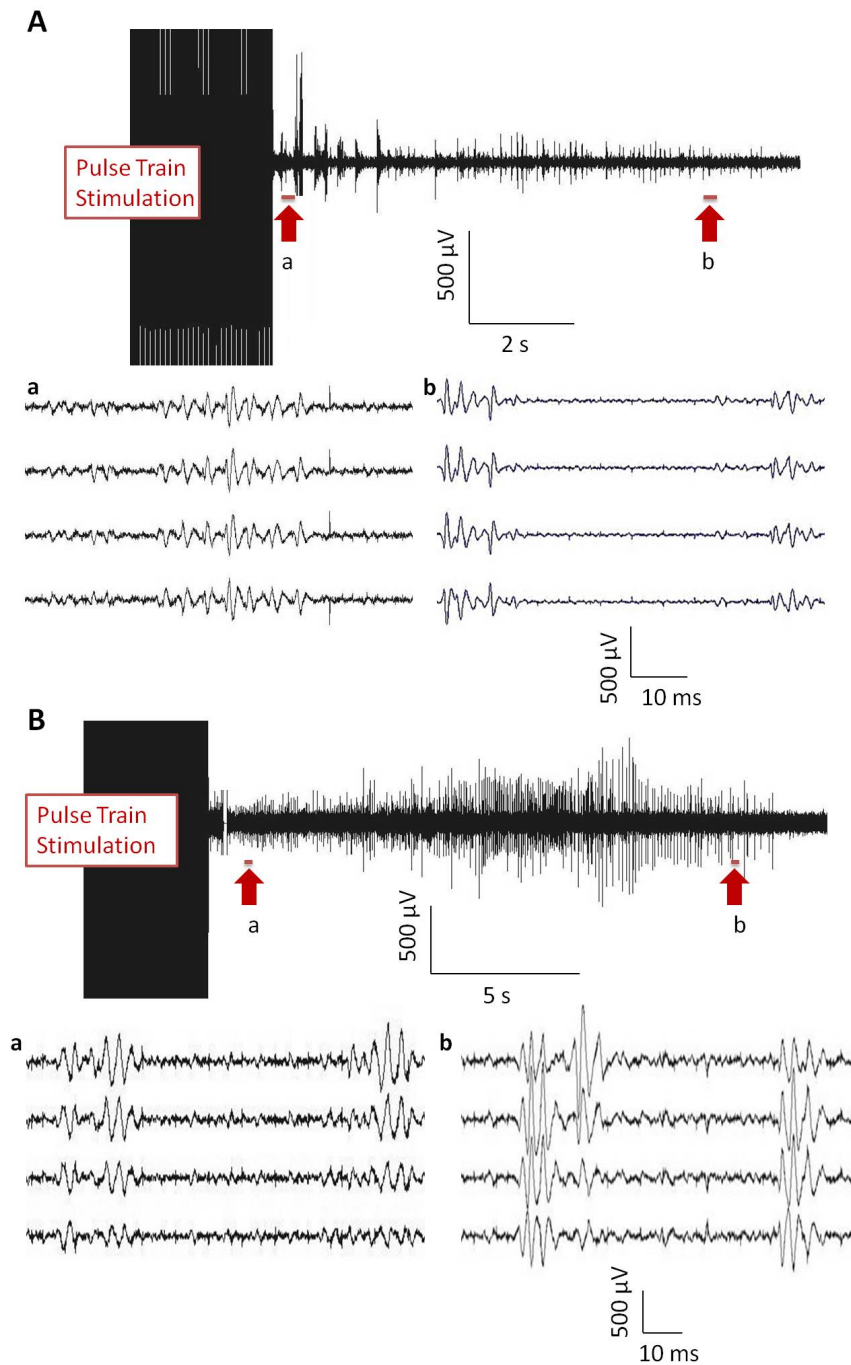 A
Pulse Train
Stimulation
a
b
500 µV
2 s
a
b
500 µV
10 ms
B
Pulse Train
Stimulation
a
b
500 µV
5 s
a
b
500 µV
10 ms